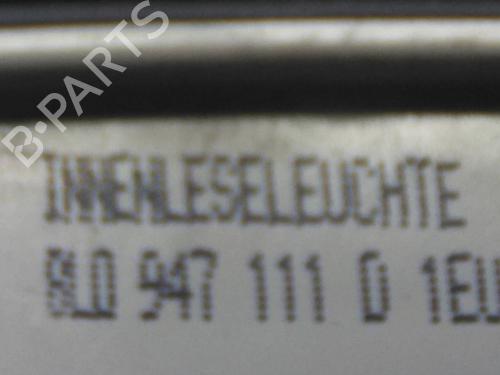 B-PARTS
INNENLESELEUCHTE
8L0 947 111 D 1EU